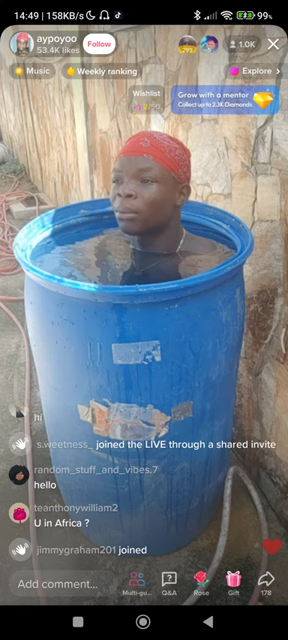 14:49 | 158KB/s
99%
aypoyoo
53.4K likes
Follow
1.0K
Music
Weekly ranking
Explore >
Wishlist
Grow with a mentor
Collect up to 2.3K Diamonds
hi
s.weetness_ joined the LIVE through a shared invite
random_stuff_and_vibes.7
hello
teanthonywilliam2
U in Africa ?
jimmygraham201 joined
Add comment...
Multi-gu...
Q&A
Rose
Gift
178